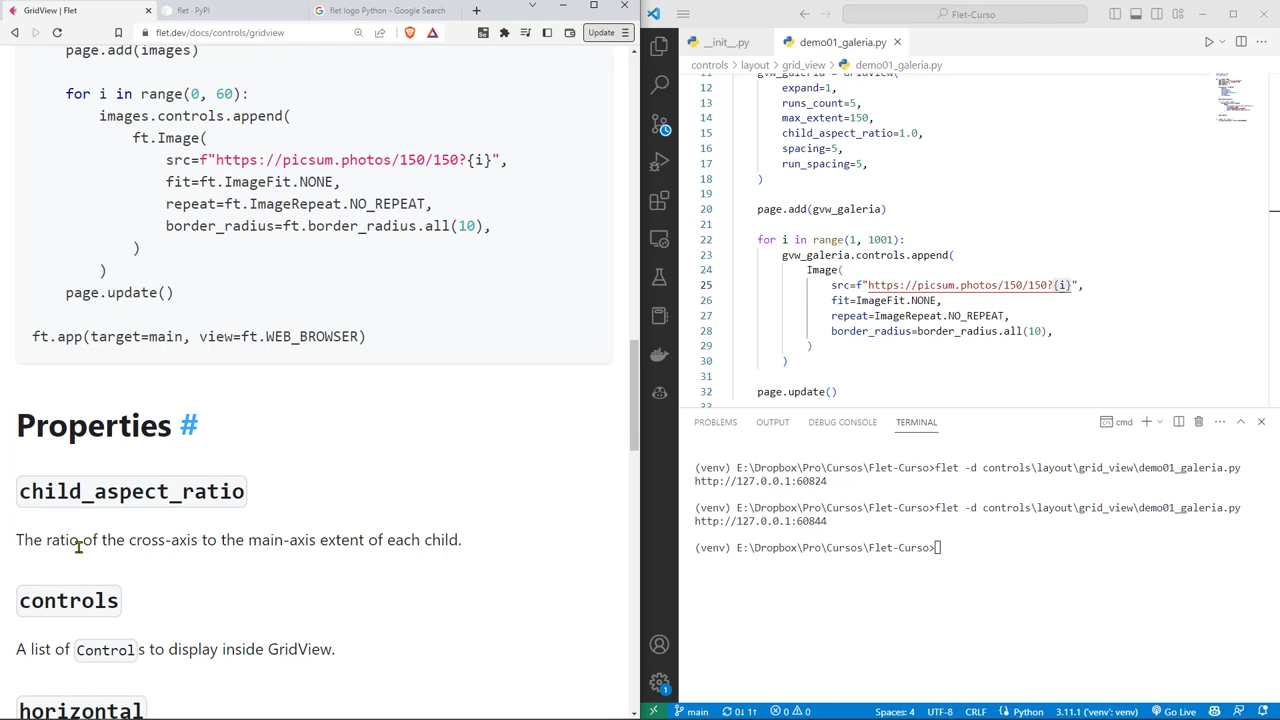 GridView | Flet
flet · PyPI
flet logo Python - Google Search
flet.dev/docs/controls/gridview
Update
page.add(images)
for i in range(0, 60):
images.controls.append(
ft.Image(
src=f"https://picsum.photos/150/150?{i}",
fit=ft.ImageFit.NONE,
repeat=ft.ImageRepeat.NO_REPEAT,
border_radius=ft.border_radius.all(10),
)
)
page.update()
ft.app(target=main, view=ft.WEB_BROWSER)
Properties #
child_aspect_ratio
The ratio of the cross-axis to the main-axis extent of each child.
controls
A list of Controls to display inside GridView.
horizontal
Flet-Curso
__init__.py
demo01_galeria.py
controls > layout > grid_view > demo01_galeria.py
11 gvw_galeria = GridView(
12 expand=1,
13 runs_count=5,
14 max_extent=150,
15 child_aspect_ratio=1.0,
16 spacing=5,
17 run_spacing=5,
18 )
19
20 page.add(gvw_galeria)
21
22 for i in range(1, 1001):
23 gvw_galeria.controls.append(
24 Image(
25 src=f"https://picsum.photos/150/150?{i}",
26 fit=ImageFit.NONE,
27 repeat=ImageRepeat.NO_REPEAT,
28 border_radius=border_radius.all(10),
29 )
30 )
31
32 page.update()
33
PROBLEMS OUTPUT DEBUG CONSOLE TERMINAL
cmd
(venv) E:\Dropbox\Pro\Cursos\Flet-Curso>flet -d controls\layout\grid_view\demo01_galeria.py
http://127.0.0.1:60824
(venv) E:\Dropbox\Pro\Cursos\Flet-Curso>flet -d controls\layout\grid_view\demo01_galeria.py
http://127.0.0.1:60844
(venv) E:\Dropbox\Pro\Cursos\Flet-Curso>
1
main 0↓ 1↑ 0 0 Spaces: 4 UTF-8 CRLF Python 3.11.1 ('venv': venv) Go Live